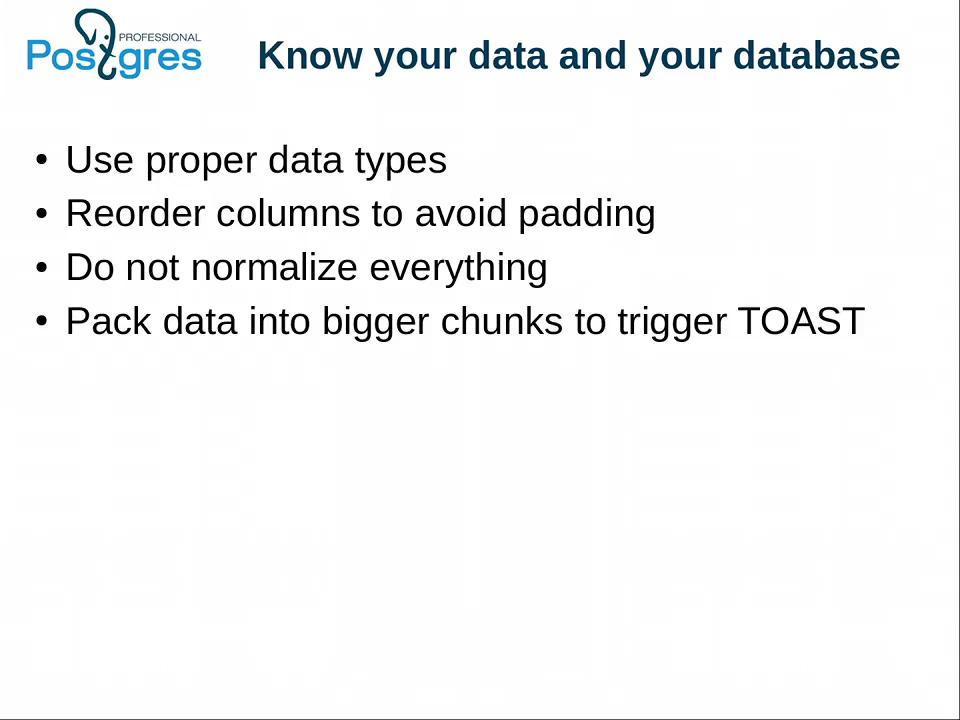 PROFESSIONAL
Postgres
Know your data and your database
• Use proper data types
• Reorder columns to avoid padding
• Do not normalize everything
• Pack data into bigger chunks to trigger TOAST